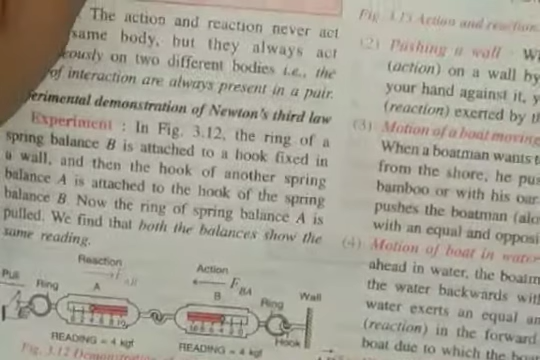 The action and reaction never act
same body, but they always act
on two different bodies i.e., the
of interaction are always present in a pair.
demonstration of Newton's third law
Experiment : In Fig. 3.12, the ring of a
spring balance B is attached to a hook fixed in
a wall, and then the hook of another spring
balance A is attached to the hook of the spring
balance B. Now the ring of spring balance A is
pulled. We find that both the balances show the
same reading.
Reaction
Action
Pull
Ring
A
B
Ring
Wall
Hook
READING = 4 kgf
READING = 4 kgf
Fig. 3.12
Fig. 3.13 Action and reaction
(2) Pushing a wall
(action) on a wall by
your hand against it, y
(reaction) exerted by th
(3) Motion of a boat moving
When a boatman wants t
from the shore, he pus
bamboo or with his oar.
pushes the boatman (alo
with an equal and opposi
(4) Motion of boat in water
ahead in water, the boatm
the water backwards wit
water exerts an equal an
(reaction) in the forward
boat due to which the boa